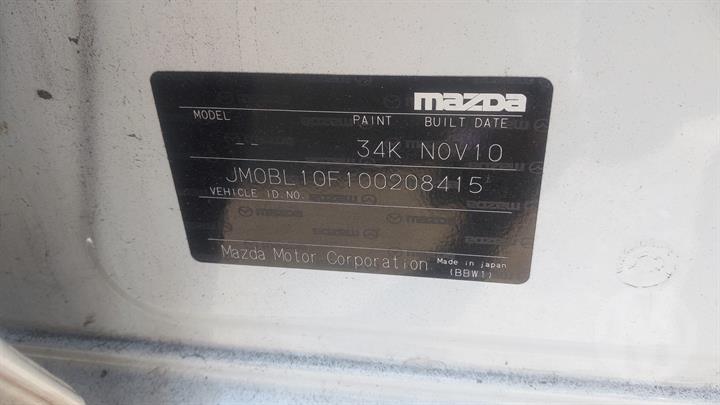 mazda
MODEL PAINT BUILT DATE
-- 34K NOV10
JM0BL10F100208415
VEHICLE ID.NO.
Mazda Motor Corporation Made in japan
(BBW1)